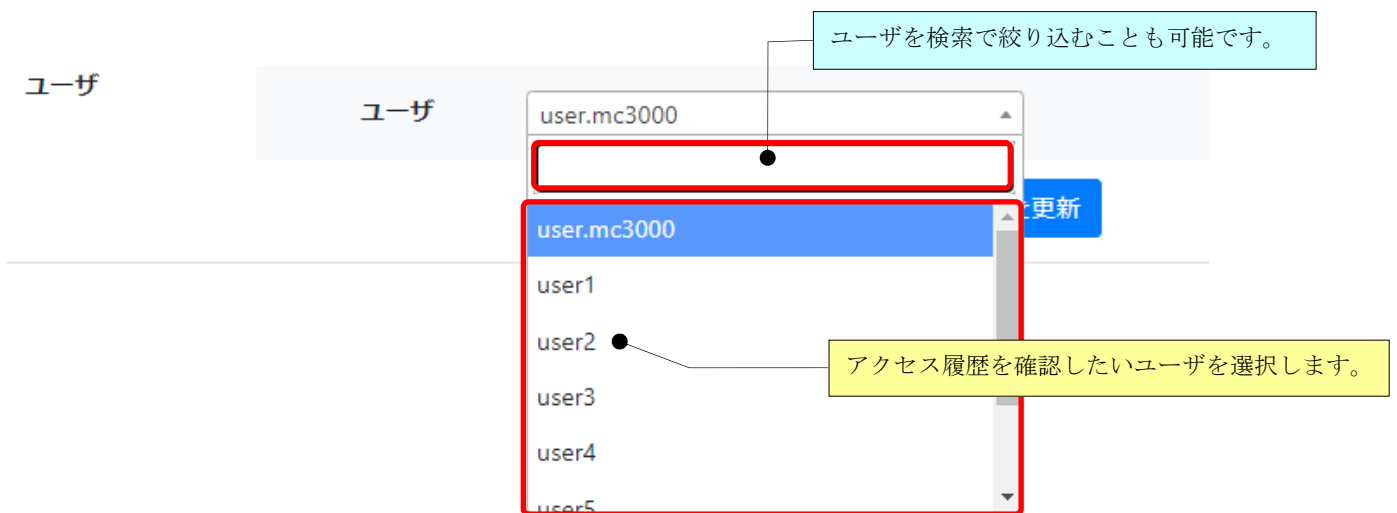 ユーザを検索で絞り込むことも可能です。
ユーザ
ユーザ
user.mc3000
user.mc3000
更新
user1
user2
アクセス履歴を確認したいユーザを選択します。
user3
user4
user5